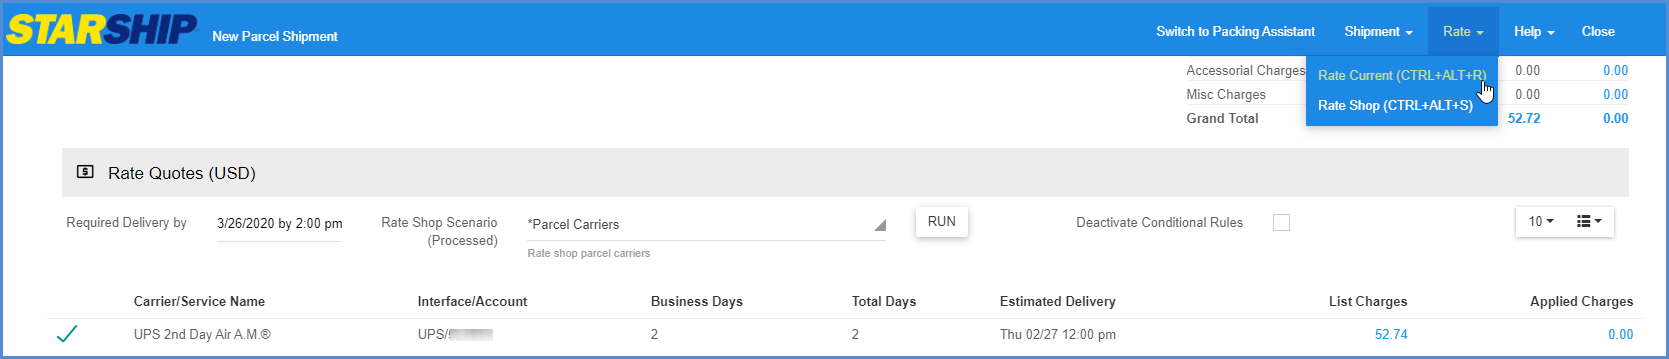 STARSHIP New Parcel Shipment Switch to Packing Assistant Shipment Rate Help Close
Accessorial Charges Rate Current (CTRL+ALT+R) 0.00 0.00
Misc Charges Rate Shop (CTRL+ALT+S) 0.00 0.00
Grand Total 52.72 0.00
Rate Quotes (USD)
Required Delivery by 3/26/2020 by 2:00 pm Rate Shop Scenario (Processed) *Parcel Carriers RUN Deactivate Conditional Rules 10
Rate shop parcel carriers
Carrier/Service Name Interface/Account Business Days Total Days Estimated Delivery List Charges Applied Charges
UPS 2nd Day Air A.M.® UPS/ 2 2 Thu 02/27 12:00 pm 52.74 0.00